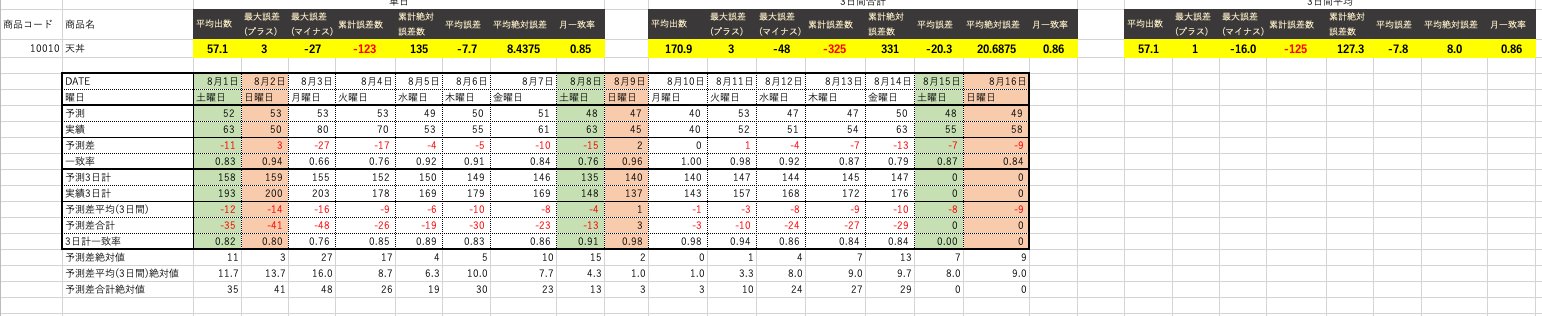 単日 3日間合計 3日間平均
商品コード 商品名 平均出数 最大誤差(プラス) 最大誤差(マイナス) 累計誤差数 累計絶対誤差数 平均誤差 平均絶対誤差 月一致率 平均出数 最大誤差(プラス) 最大誤差(マイナス) 累計誤差数 累計絶対誤差数 平均誤差 平均絶対誤差 月一致率 平均出数 最大誤差(プラス) 最大誤差(マイナス) 累計誤差数 累計絶対誤差数 平均誤差 平均絶対誤差 月一致率
10010 天丼 57.1 3 -27 -123 135 -7.7 8.4375 0.85 170.9 3 -48 -325 331 -20.3 20.6875 0.86 57.1 1 -16.0 -125 127.3 -7.8 8.0 0.86
DATE 8月1日 8月2日 8月3日 8月4日 8月5日 8月6日 8月7日 8月8日 8月9日 8月10日 8月11日 8月12日 8月13日 8月14日 8月15日 8月16日
曜日 土曜日 日曜日 月曜日 火曜日 水曜日 木曜日 金曜日 土曜日 日曜日 月曜日 火曜日 水曜日 木曜日 金曜日 土曜日 日曜日
予測 52 53 53 53 49 50 51 48 47 40 53 47 47 50 48 49
実績 63 50 80 70 53 55 61 63 45 40 52 51 54 63 55 58
予測差 -11 3 -27 -17 -4 -5 -10 -15 2 0 1 -4 -7 -13 -7 -9
一致率 0.83 0.94 0.66 0.76 0.92 0.91 0.84 0.76 0.96 1.00 0.98 0.92 0.87 0.79 0.87 0.84
予測3日計 158 159 155 152 150 149 146 135 140 140 147 144 145 147 0 0
実績3日計 193 200 203 178 169 179 169 148 137 143 157 168 172 176 0 0
予測差平均(3日間) -12 -14 -16 -9 -6 -10 -8 -4 1 -1 -3 -8 -9 -10 -8 -9
予測差合計 -35 -41 -48 -26 -19 -30 -23 -13 3 -3 -10 -24 -27 -29 0 0
3日計一致率 0.82 0.80 0.76 0.85 0.89 0.83 0.86 0.91 0.98 0.98 0.94 0.86 0.84 0.84 0.00 0
予測差絶対値 11 3 27 17 4 5 10 15 2 0 1 4 7 13 7 9
予測差平均(3日間)絶対値 11.7 13.7 16.0 8.7 6.3 10.0 7.7 4.3 1.0 1.0 3.3 8.0 9.0 9.7 8.0 9.0
予測差合計絶対値 35 41 48 26 19 30 23 13 3 3 10 24 27 29 0 0